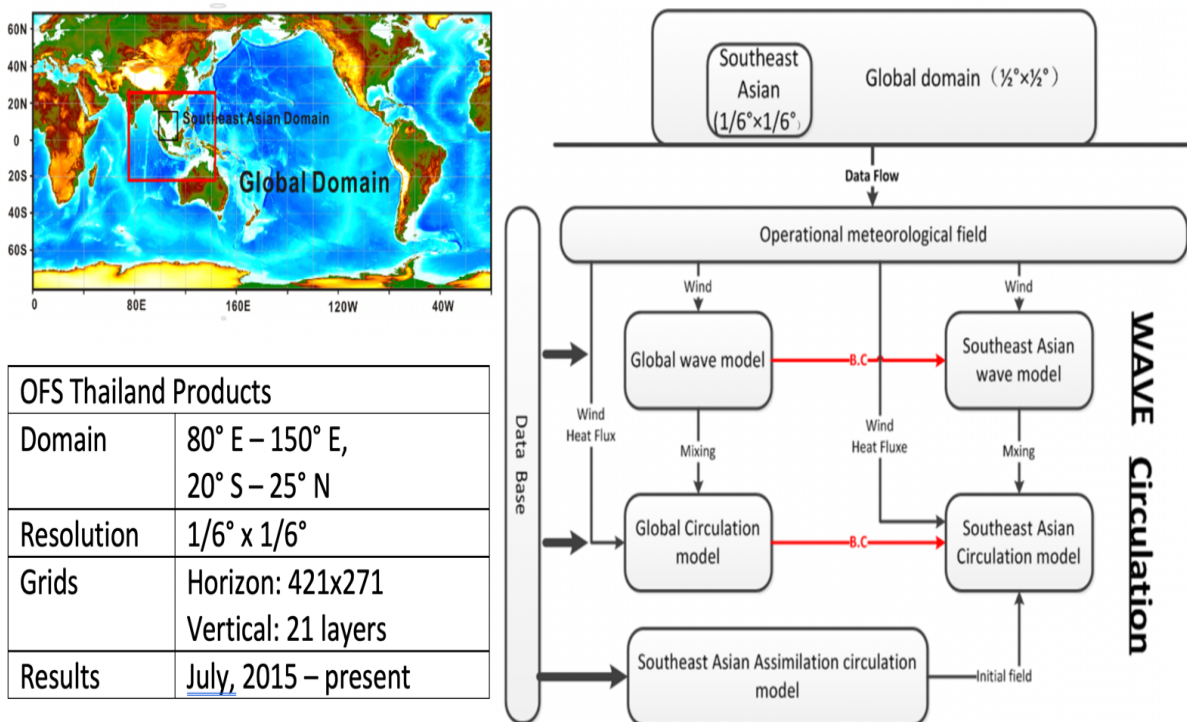 60N
40N
20N
0
20S
40S
60S
Southeast Asian Domain
Global Domain
0
80E
160E
120W
40W
OFS Thailand Products
Domain
80° E – 150° E,
20° S – 25° N
Resolution
1/6° x 1/6°
Grids
Horizon: 421x271
Vertical: 21 layers
Results
July, 2015 – present
Southeast
Asian
(1/6°×1/6°)
Global domain（½°×½°）
Data Flow
Operational meteorological field
Data Base
Wind
Wind
Global wave model
B.C
Southeast Asian
wave model
Wind
Heat Flux
Wind
Heat Fluxe
Mixing
Mxing
Global Circulation
model
B.C
Southeast Asian
Circulation model
Southeast Asian Assimilation circulation
model
Initial field
WAVE Circulation